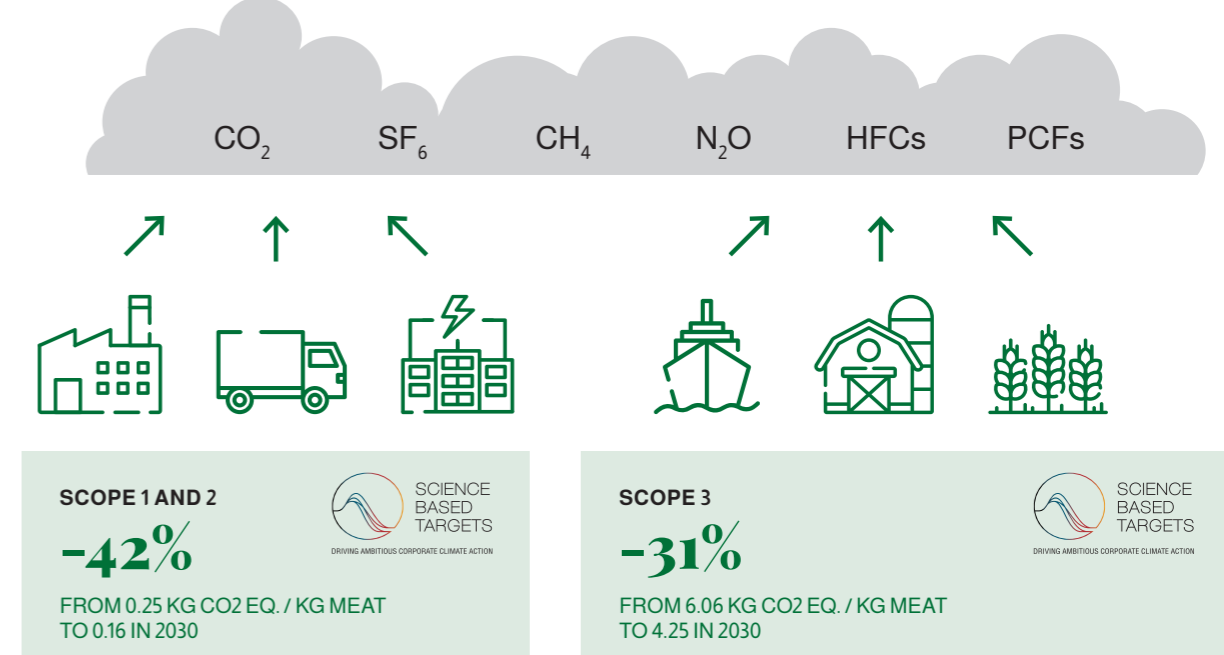 CO₂ SF₆ CH₄ N₂O HFCs PCFs
SCOPE 1 AND 2
-42%
FROM 0.25 KG CO2 EQ. / KG MEAT
TO 0.16 IN 2030
SCIENCE
BASED
TARGETS
DRIVING AMBITIOUS CORPORATE CLIMATE ACTION
SCOPE 3
-31%
FROM 6.06 KG CO2 EQ. / KG MEAT
TO 4.25 IN 2030
SCIENCE
BASED
TARGETS
DRIVING AMBITIOUS CORPORATE CLIMATE ACTION